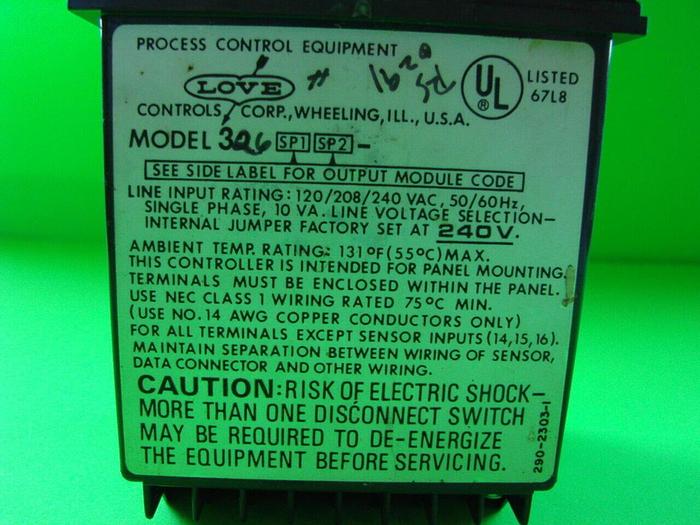 PROCESS CONTROL EQUIPMENT
LOVE
CONTROLS CORP., WHEELING, ILL., U.S.A.
UL ® LISTED
67L8
MODEL 326 SP1 SP2 -
SEE SIDE LABEL FOR OUTPUT MODULE CODE
LINE INPUT RATING: 120/208/240 VAC, 50/60Hz,
SINGLE PHASE, 10 VA. LINE VOLTAGE SELECTION-
INTERNAL JUMPER FACTORY SET AT 240V.
AMBIENT TEMP. RATING: 131°F (55°C) MAX.
THIS CONTROLLER IS INTENDED FOR PANEL MOUNTING.
TERMINALS MUST BE ENCLOSED WITHIN THE PANEL.
USE NEC CLASS 1 WIRING RATED 75°C MIN.
(USE NO. 14 AWG COPPER CONDUCTORS ONLY)
FOR ALL TERMINALS EXCEPT SENSOR INPUTS (14,15,16).
MAINTAIN SEPARATION BETWEEN WIRING OF SENSOR,
DATA CONNECTOR AND OTHER WIRING.
CAUTION: RISK OF ELECTRIC SHOCK-
MORE THAN ONE DISCONNECT SWITCH
MAY BE REQUIRED TO DE-ENERGIZE
THE EQUIPMENT BEFORE SERVICING.
290-2303-1